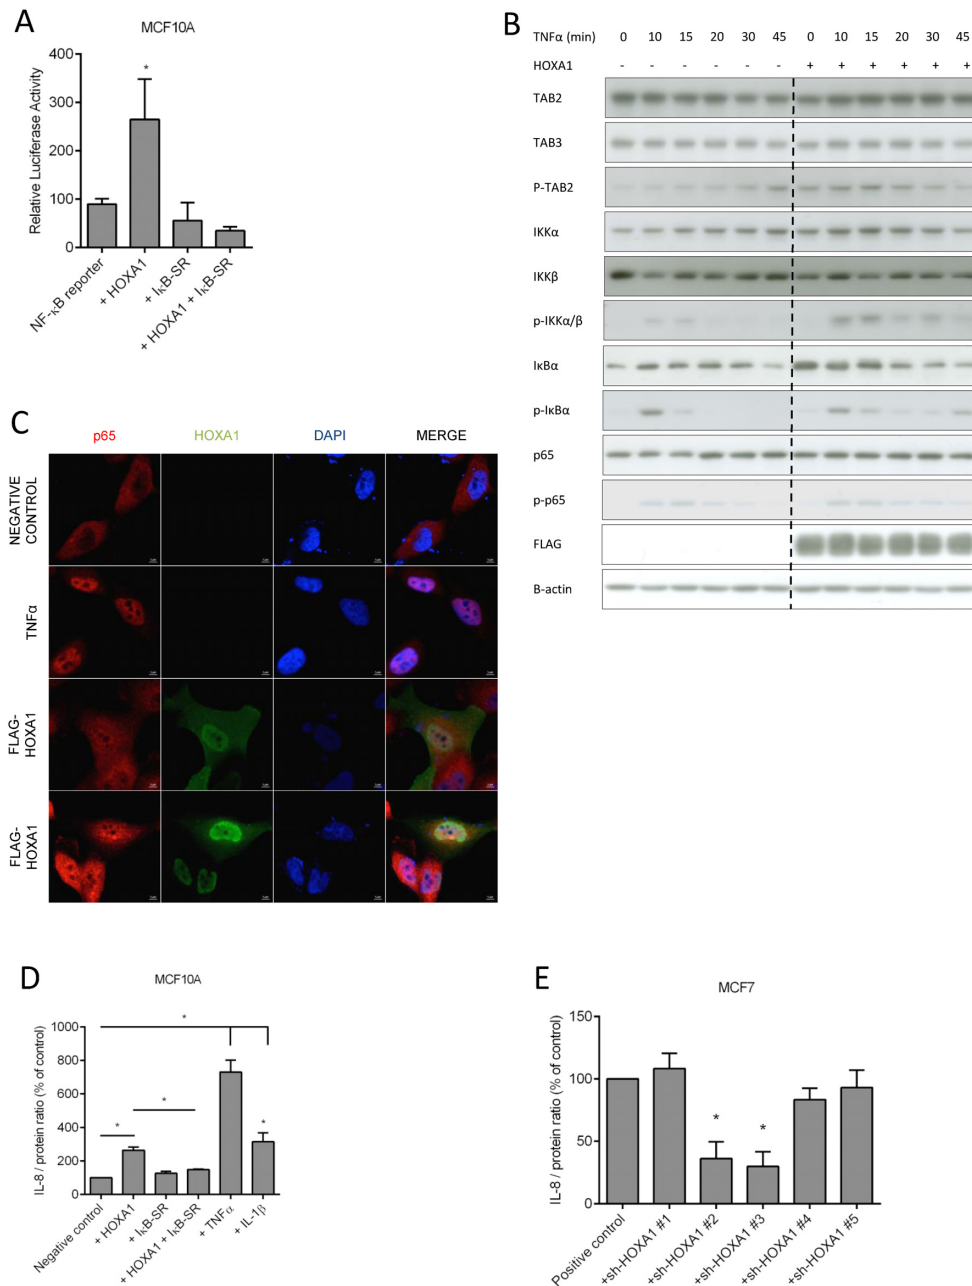 A
MCF10A
Relative Luciferase Activity
400
300
200
100
0
*
NF-κB reporter
+ HOXA1
+ IκB-SR
+ HOXA1 + IκB-SR
B
TNFα (min) 0 10 15 20 30 45 0 10 15 20 30 45
HOXA1 - - - - - - + + + + + +
TAB2
TAB3
P-TAB2
IKKα
IKKβ
p-IKKα/β
IκBα
p-IκBα
p65
p-p65
FLAG
B-actin
C
p65 HOXA1 DAPI MERGE
NEGATIVE
CONTROL
TNFα
FLAG-
HOXA1
FLAG-
HOXA1
D
MCF10A
IL-8 / protein ratio (% of control)
1000
800
600
400
200
0
*
*
*
*
Negative control
+ HOXA1
+ IκB-SR
+ HOXA1 + IκB-SR
+ TNFα
+ IL-1β
E
MCF7
IL-8 / protein ratio (% of control)
150
100
50
0
* *
Positive control
+sh-HOXA1 #1
+sh-HOXA1 #2
+sh-HOXA1 #3
+sh-HOXA1 #4
+sh-HOXA1 #5